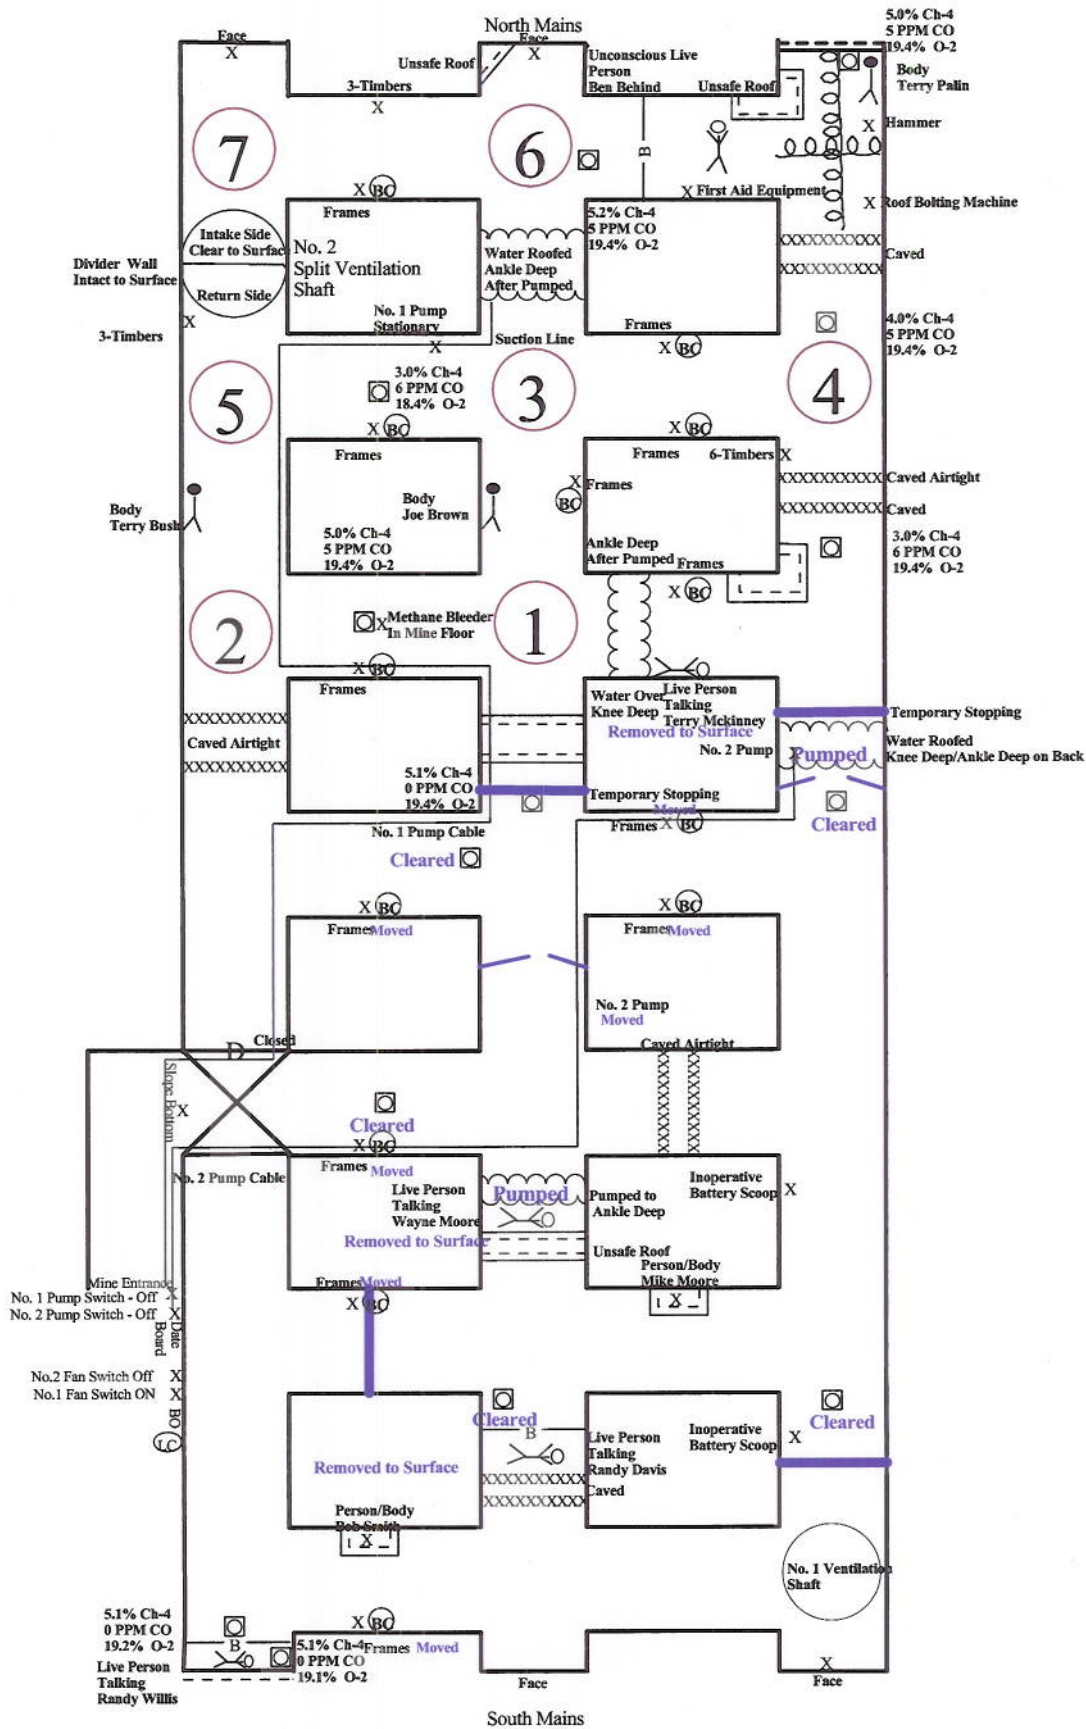 North Mains
Face
X
Unsafe Roof
Face
X
Unconscious Live
Person
Ben Behind
Unsafe Roof
5.0% Ch-4
5 PPM CO
19.4% O-2
Body
Terry Palin
3-Timbers
X
7
6
B
X
Hammer
X BC
Frames
X First Aid Equipment
X Roof Bolting Machine
Intake Side
Clear to Surfac
Divider Wall
Intact to Surface
Return Side
No. 2
Split Ventilation
Shaft
Water Roofed
Ankle Deep
After Pumped
5.2% Ch-4
5 PPM CO
19.4% O-2
XXXXXXXXXX
Caved
XXXXXXXXXX
X
3-Timbers
No. 1 Pump
Stationary
X
Suction Line
Frames
X BC
4.0% Ch-4
5 PPM CO
19.4% O-2
5
3.0% Ch-4
6 PPM CO
18.4% O-2
3
4
X BC
Frames
X BC
Frames
6-Timbers X
X
Frames
BC
XXXXXXXXXX Caved Airtight
XXXXXXXXXX Caved
Body
Terry Bush
Body
Joe Brown
5.0% Ch-4
5 PPM CO
19.4% O-2
Ankle Deep
After Pumped
Frames
X BC
3.0% Ch-4
6 PPM CO
19.4% O-2
2
X Methane Bleeder
In Mine Floor
1
X BC
Frames
Water Over
Knee Deep
Live Person
Talking
Terry Mckinney
Removed to Surface
No. 2 Pump
Temporary Stopping
Pumped
Water Roofed
Knee Deep/Ankle Deep on Back
XXXXXXXXXX
Caved Airtight
XXXXXXXXXX
5.1% Ch-4
0 PPM CO
19.4% O-2
Temporary Stopping
Moved
Frames X BC
Cleared
No. 1 Pump Cable
Cleared
X BC
Frames Moved
X BC
Frames Moved
No. 2 Pump
Moved
Caved Airtight
D
Closed
Slope Bottom
X
Cleared
X BC
Frames Moved
No. 2 Pump Cable
Live Person
Talking
Wayne Moore
Removed to Surface
Pumped
Pumped to
Ankle Deep
Unsafe Roof
Inoperative
Battery Scoop
X
Person/Body
Mike Moore
X
Frames Moved
X BC
Mine Entrance
No. 1 Pump Switch - Off X
No. 2 Pump Switch - Off X
Date
Board
No.2 Fan Switch Off X
No.1 Fan Switch ON X
BO
Cleared
B
Live Person
Talking
Randy Davis
Caved
XXXXXXXXXX
XXXXXXXXXX
Inoperative
Battery Scoop
X
Cleared
Removed to Surface
Person/Body
Bob Smith
X
No. 1 Ventilation
Shaft
5.1% Ch-4
0 PPM CO
19.2% O-2
B
Live Person
Talking
Randy Willis
X BC
Frames Moved
5.1% Ch-4
0 PPM CO
19.1% O-2
Face
X
Face
South Mains